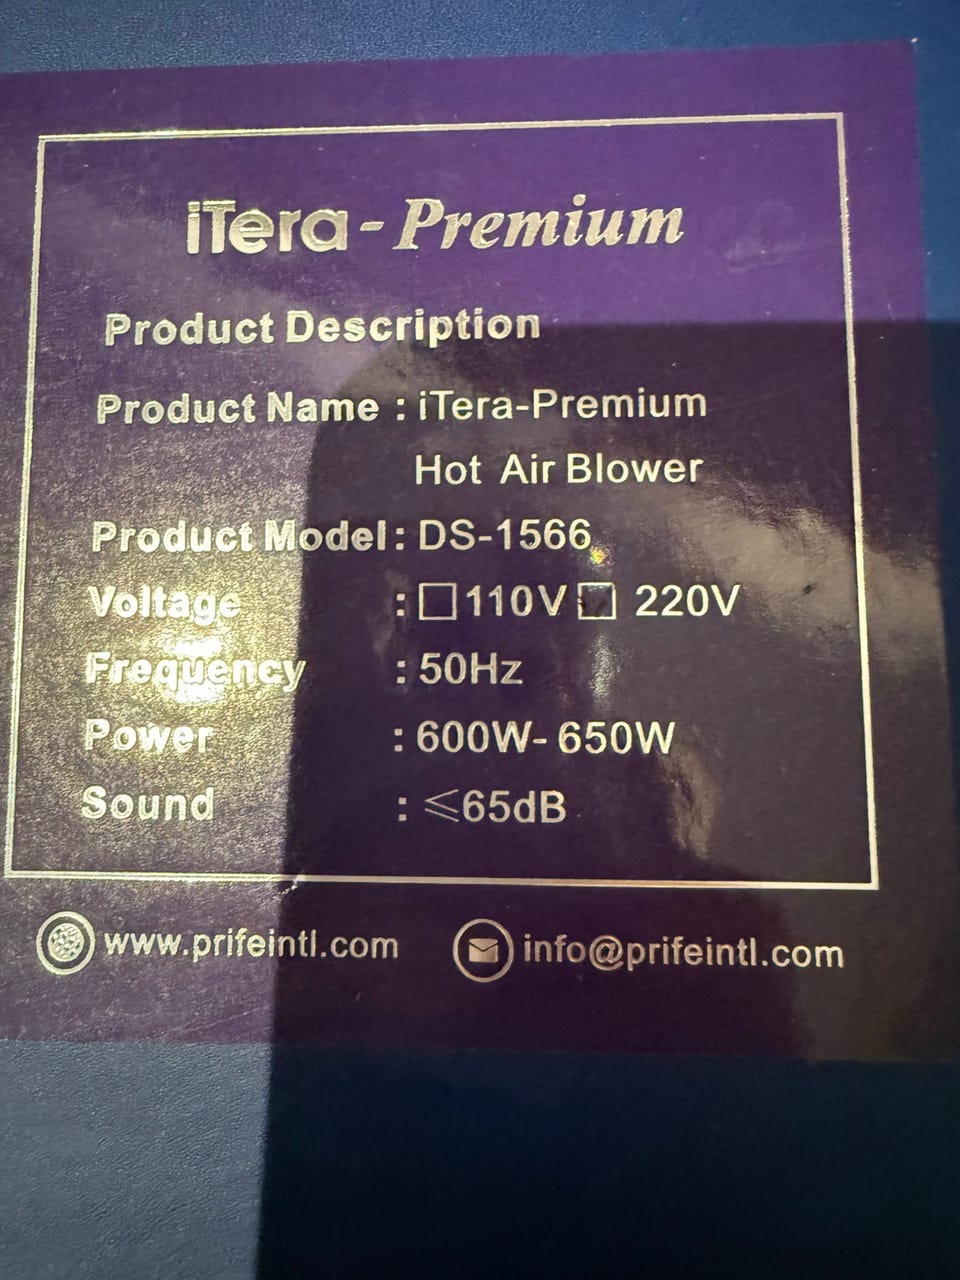 iTera-Premium
Product Description
Product Name : iTera-Premium
Hot Air Blower
Product Model : DS-1566
Voltage : □110V □ 220V
Frequency : 50Hz
Power : 600W- 650W
Sound : ≤65dB
www.prifeintl.com info@prifeintl.com